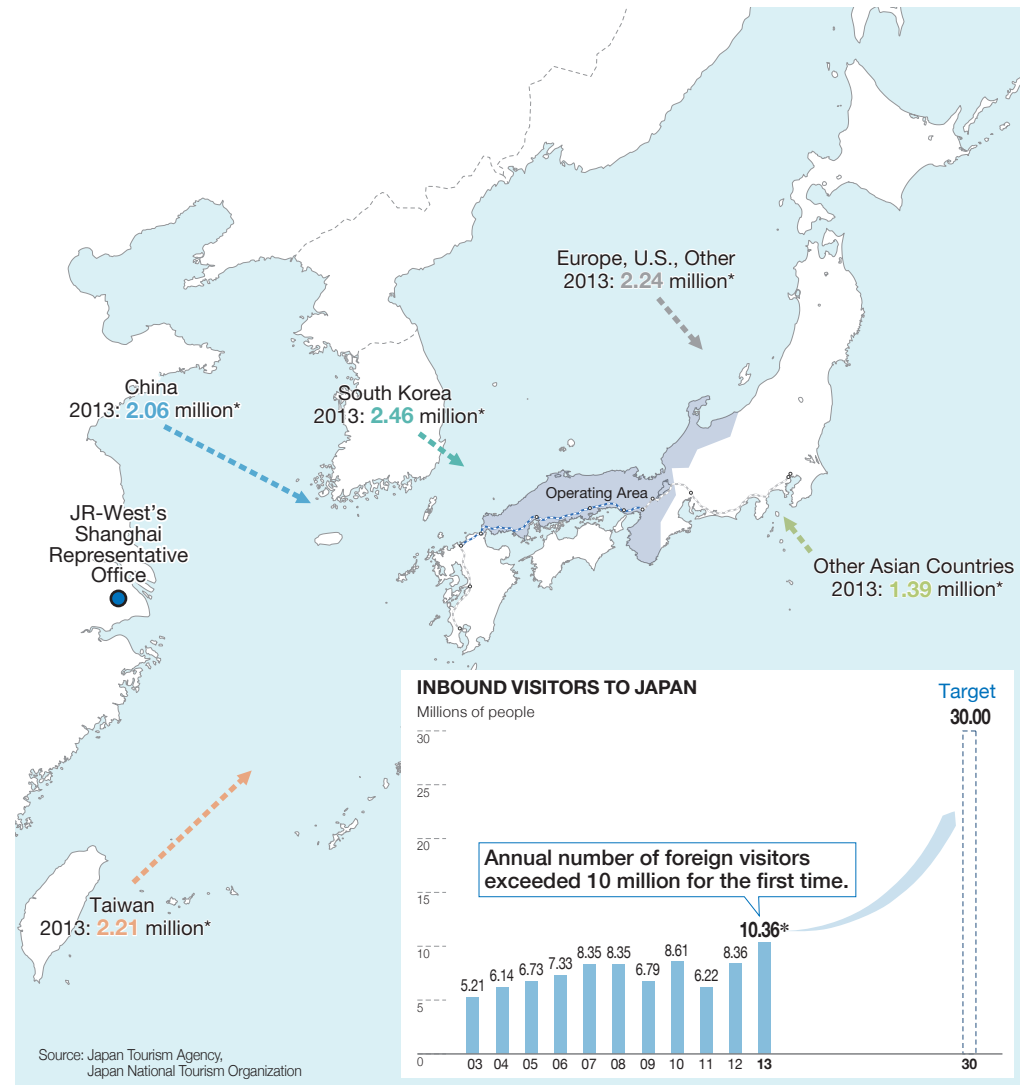 Europe, U.S., Other
2013: 2.24 million*
China
2013: 2.06 million*
South Korea
2013: 2.46 million*
Operating Area
JR-West's
Shanghai
Representative
Office
Other Asian Countries
2013: 1.39 million*
Taiwan
2013: 2.21 million*
INBOUND VISITORS TO JAPAN
Millions of people
Target
30.00
30
25
20
15
10
5
0
Annual number of foreign visitors
exceeded 10 million for the first time.
5.21
6.14
6.73
7.33
8.35
8.35
6.79
8.61
6.22
8.36
10.36*
03 04 05 06 07 08 09 10 11 12 13 30
Source: Japan Tourism Agency,
Japan National Tourism Organization